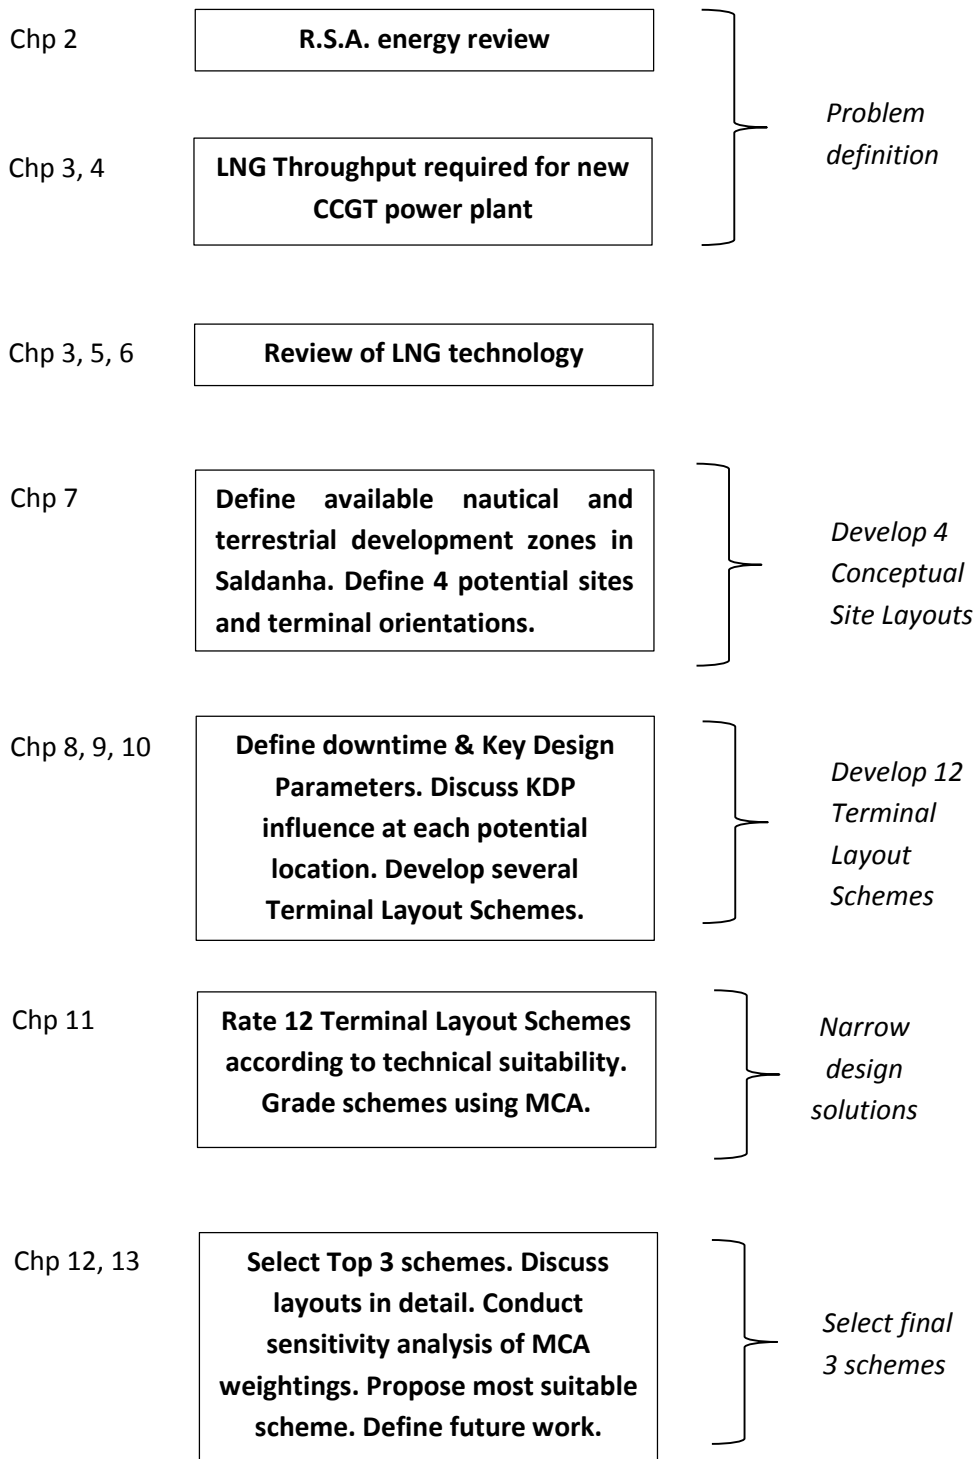 Chp 2
R.S.A. energy review
Problem
definition
Chp 3, 4
LNG Throughput required for new
CCGT power plant
Chp 3, 5, 6
Review of LNG technology
Chp 7
Define available nautical and
terrestrial development zones in
Saldanha. Define 4 potential sites
and terminal orientations.
Develop 4
Conceptual
Site Layouts
Chp 8, 9, 10
Define downtime & Key Design
Parameters. Discuss KDP
influence at each potential
location. Develop several
Terminal Layout Schemes.
Develop 12
Terminal
Layout
Schemes
Chp 11
Rate 12 Terminal Layout Schemes
according to technical suitability.
Grade schemes using MCA.
Narrow
design
solutions
Chp 12, 13
Select Top 3 schemes. Discuss
layouts in detail. Conduct
sensitivity analysis of MCA
weightings. Propose most suitable
scheme. Define future work.
Select final
3 schemes